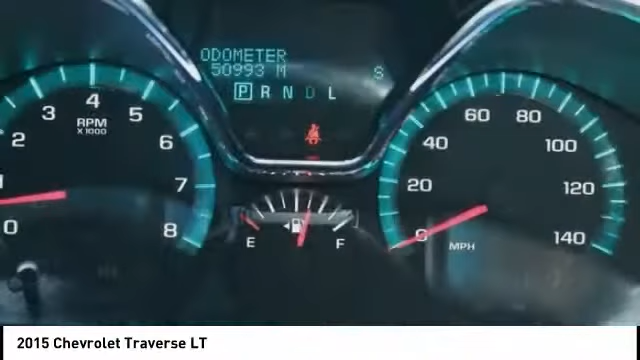 ODOMETER
50993 M S
P R N D L
0 1 2 3 4 5 6 7 8
RPM
X1000
E F
0 20 40 60 80 100 120 140
MPH
2015 Chevrolet Traverse LT